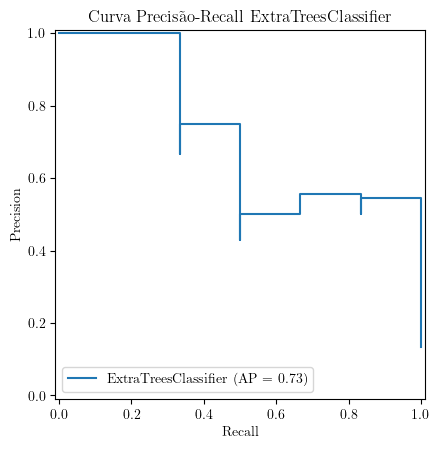 Curva Precisão-Recall ExtraTreesClassifier
1.0
0.8
0.6
0.4
0.2
0.0
Precision
ExtraTreesClassifier (AP = 0.73)
0.0 0.2 0.4 0.6 0.8 1.0
Recall